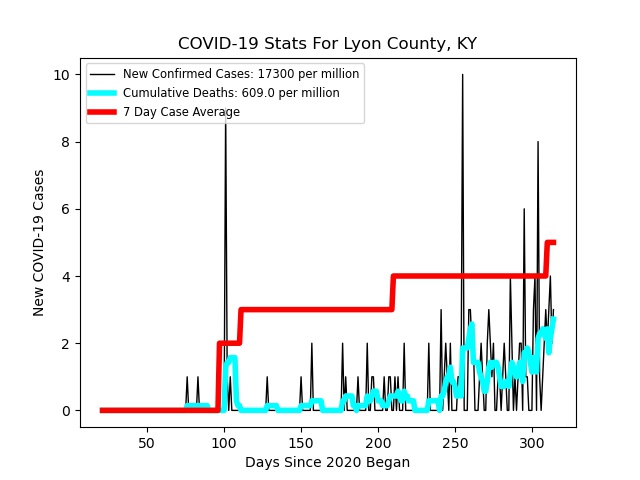 COVID-19 Stats For Lyon County, KY
New Confirmed Cases: 17300 per million
Cumulative Deaths: 609.0 per million
7 Day Case Average
New COVID-19 Cases
10
8
6
4
2
0
50 100 150 200 250 300
Days Since 2020 Began